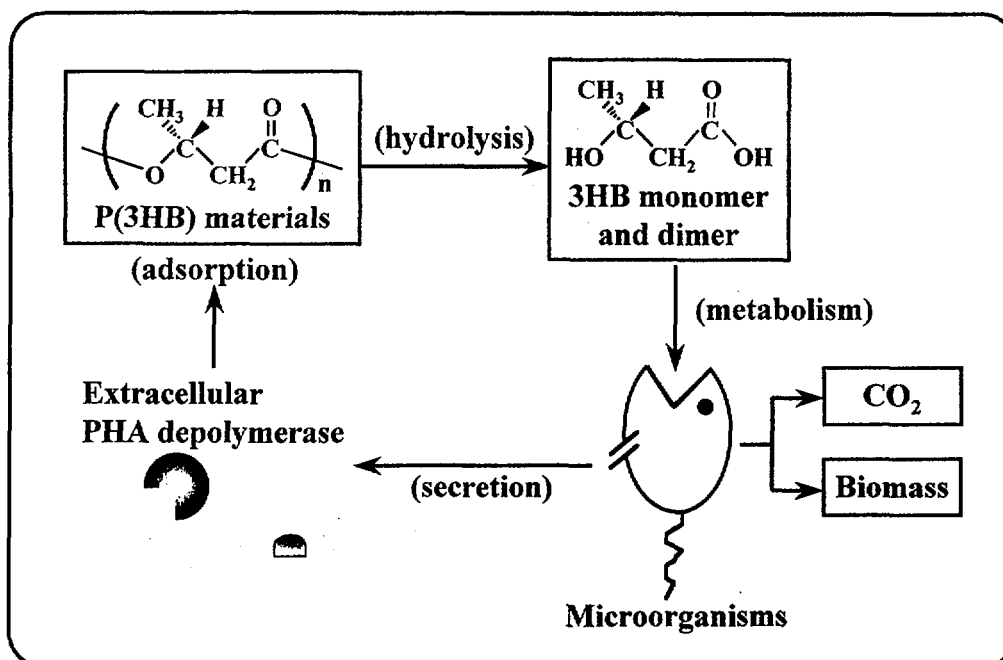 CH₃ H O
O C CH₂ C n
P(3HB) materials
(adsorption)
(hydrolysis)
CH₃ H O
HO C CH₂ C OH
3HB monomer
and dimer
(metabolism)
Extracellular
PHA depolymerase
(secretion)
CO₂
Biomass
Microorganisms